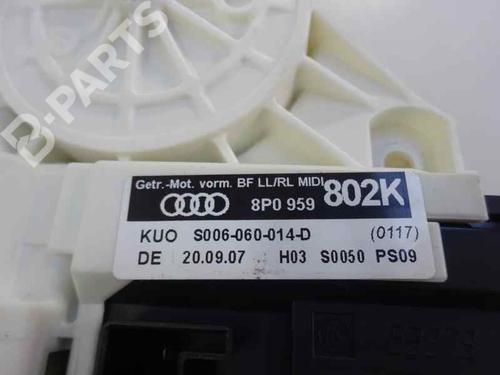 B-PARTS
Getr.-Mot. vorm. BF LL/RL MIDI
8P0 959 802K
KUO S006-060-014-D (0117)
DE 20.09.07 H03 S0050 PS09